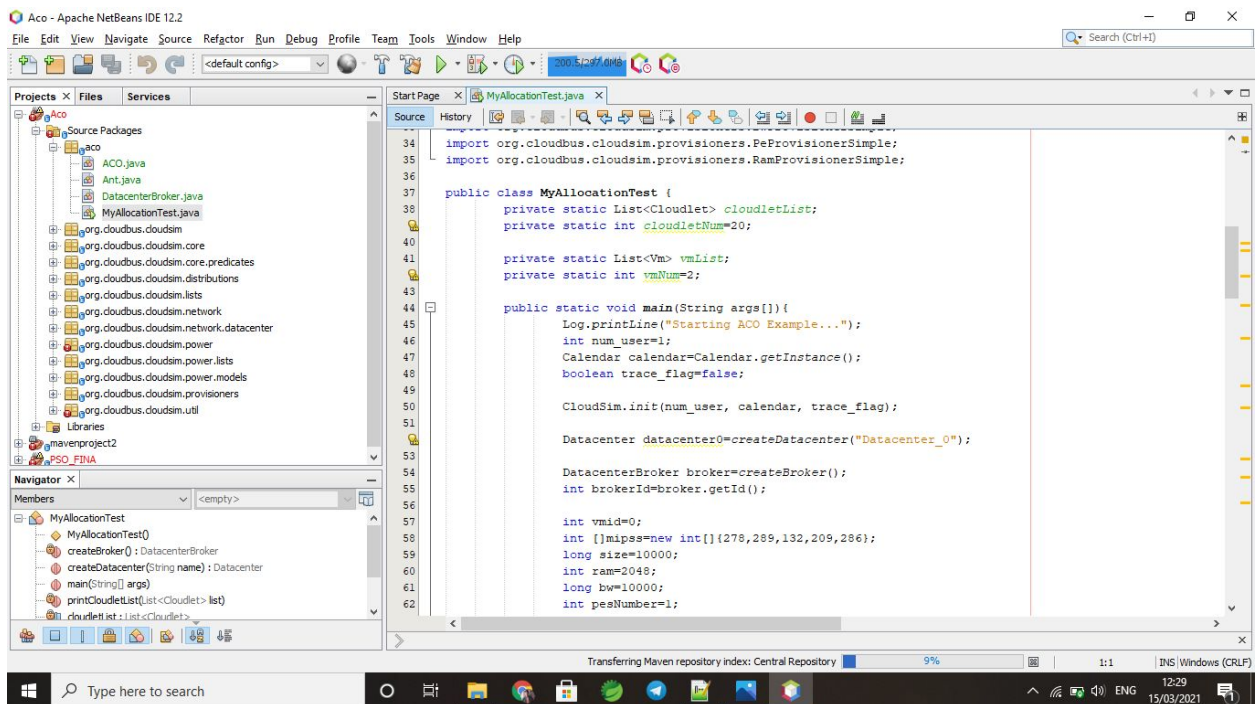 Aco - Apache NetBeans IDE 12.2
File Edit View Navigate Source Refactor Run Debug Profile Team Tools Window Help
Search (Ctrl+I)
<default config>
200.5/297.0MB
Projects Files Services
Aco
Source Packages
aco
ACO.java
Ant.java
DatacenterBroker.java
MyAllocationTest.java
org.cloudbus.cloudsim
org.cloudbus.cloudsim.core
org.cloudbus.cloudsim.core.predicates
org.cloudbus.cloudsim.distributions
org.cloudbus.cloudsim.lists
org.cloudbus.cloudsim.network
org.cloudbus.cloudsim.network.datacenter
org.cloudbus.cloudsim.power
org.cloudbus.cloudsim.power.lists
org.cloudbus.cloudsim.power.models
org.cloudbus.cloudsim.provisioners
org.cloudbus.cloudsim.util
Libraries
mavenproject2
PSO_FINA
Navigator
Members <empty>
MyAllocationTest
MyAllocationTest()
createBroker() : DatacenterBroker
createDatacenter(String name) : Datacenter
main(String[] args)
printCloudletList(List<Cloudlet> list)
cloudletList : List<Cloudlet>
Start Page MyAllocationTest.java
Source History
34 import org.cloudbus.cloudsim.provisioners.PeProvisionerSimple;
35 import org.cloudbus.cloudsim.provisioners.RamProvisionerSimple;
36
37 public class MyAllocationTest {
38 private static List<Cloudlet> cloudletList;
private static int cloudletNum=20;
40
41 private static List<Vm> vmList;
private static int vmNum=2;
43
44 public static void main(String args[]){
45 Log.printLine("Starting ACO Example...");
46 int num_user=1;
47 Calendar calendar=Calendar.getInstance();
48 boolean trace_flag=false;
49
50 CloudSim.init(num_user, calendar, trace_flag);
51
Datacenter datacenter0=createDatacenter("Datacenter_0");
53
54 DatacenterBroker broker=createBroker();
55 int brokerId=broker.getId();
56
57 int vmid=0;
58 int []mipss=new int[]{278,289,132,209,286};
59 long size=10000;
60 int ram=2048;
61 long bw=10000;
62 int pesNumber=1;
Transferring Maven repository index: Central Repository 9%
1:1 INS Windows (CRLF)
Type here to search
ENG
12:29
15/03/2021